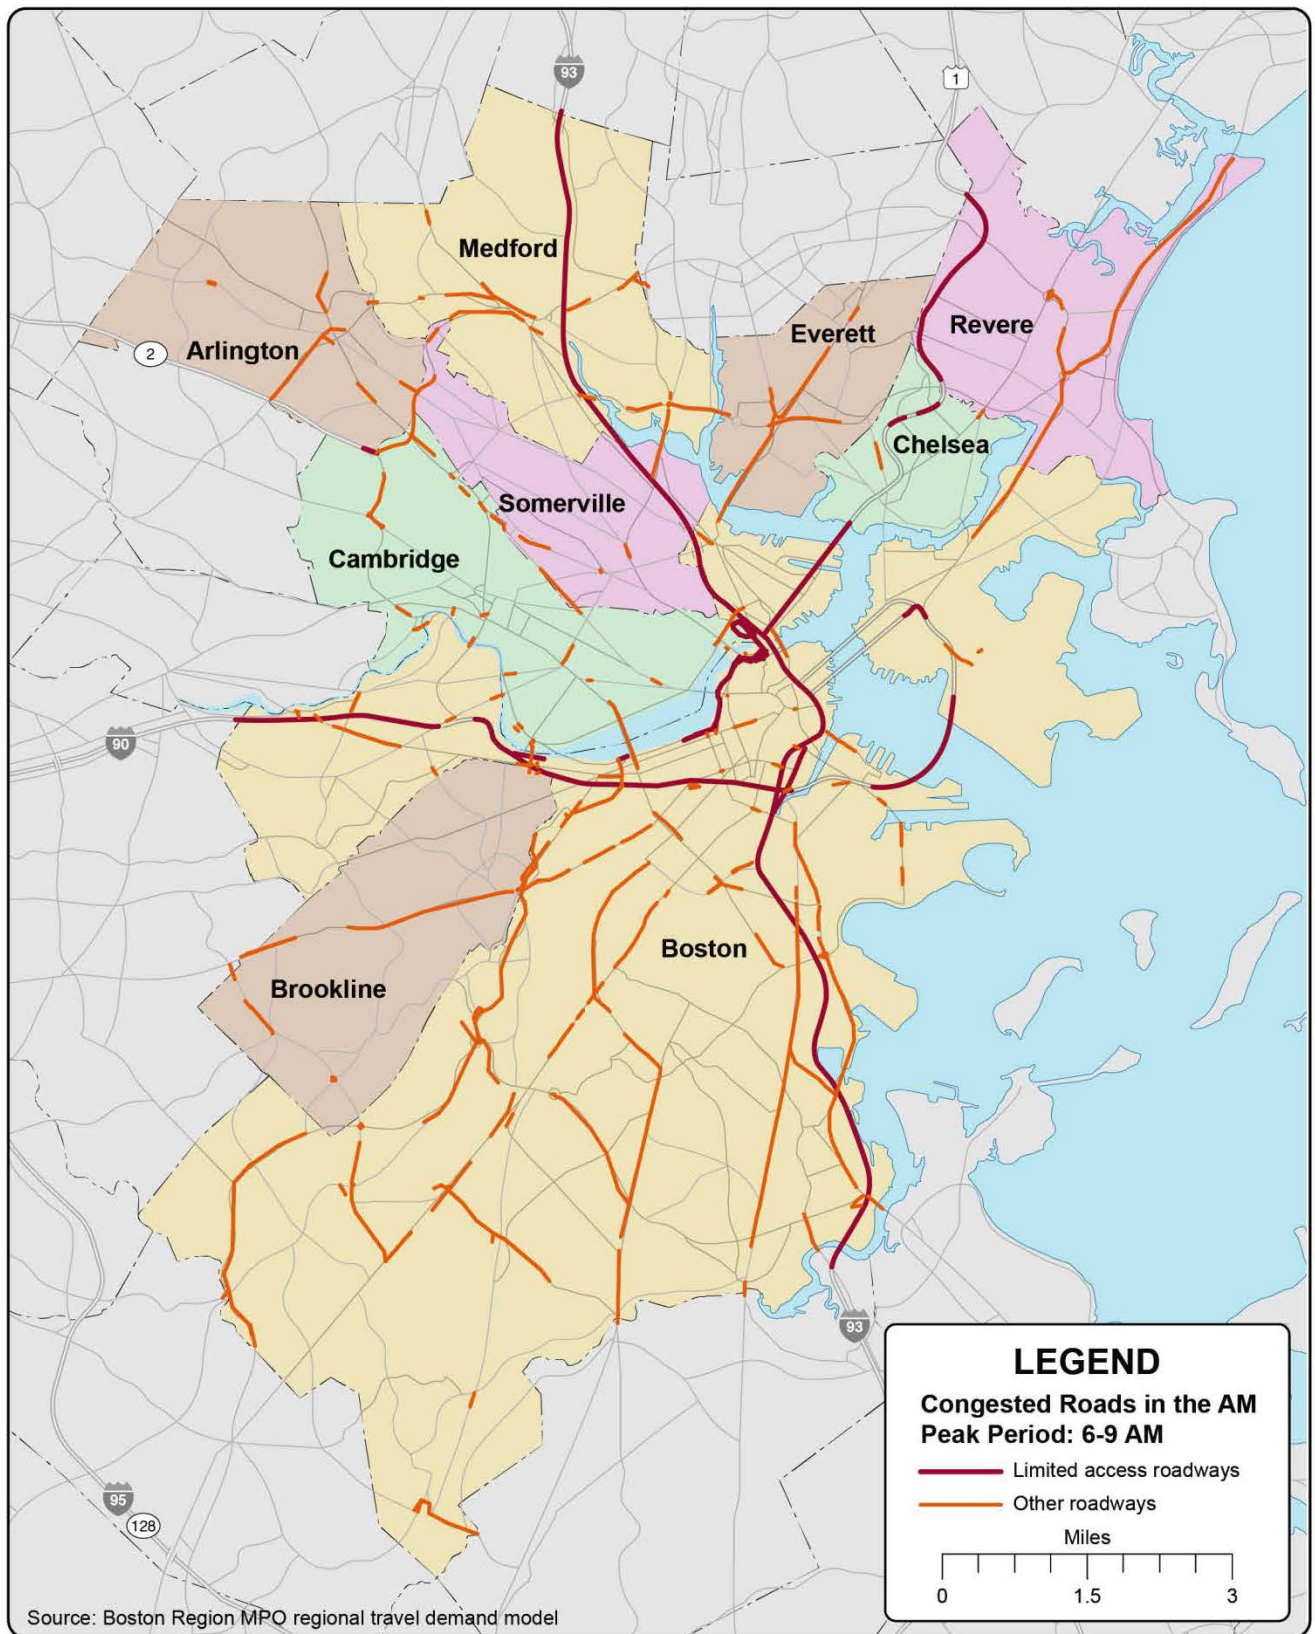 93
1
Medford
Everett
Revere
2
Arlington
Chelsea
Somerville
Cambridge
90
Boston
Brookline
93
LEGEND
Congested Roads in the AM
Peak Period: 6-9 AM
Limited access roadways
Other roadways
Miles
0 1.5 3
95
128
Source: Boston Region MPO regional travel demand model